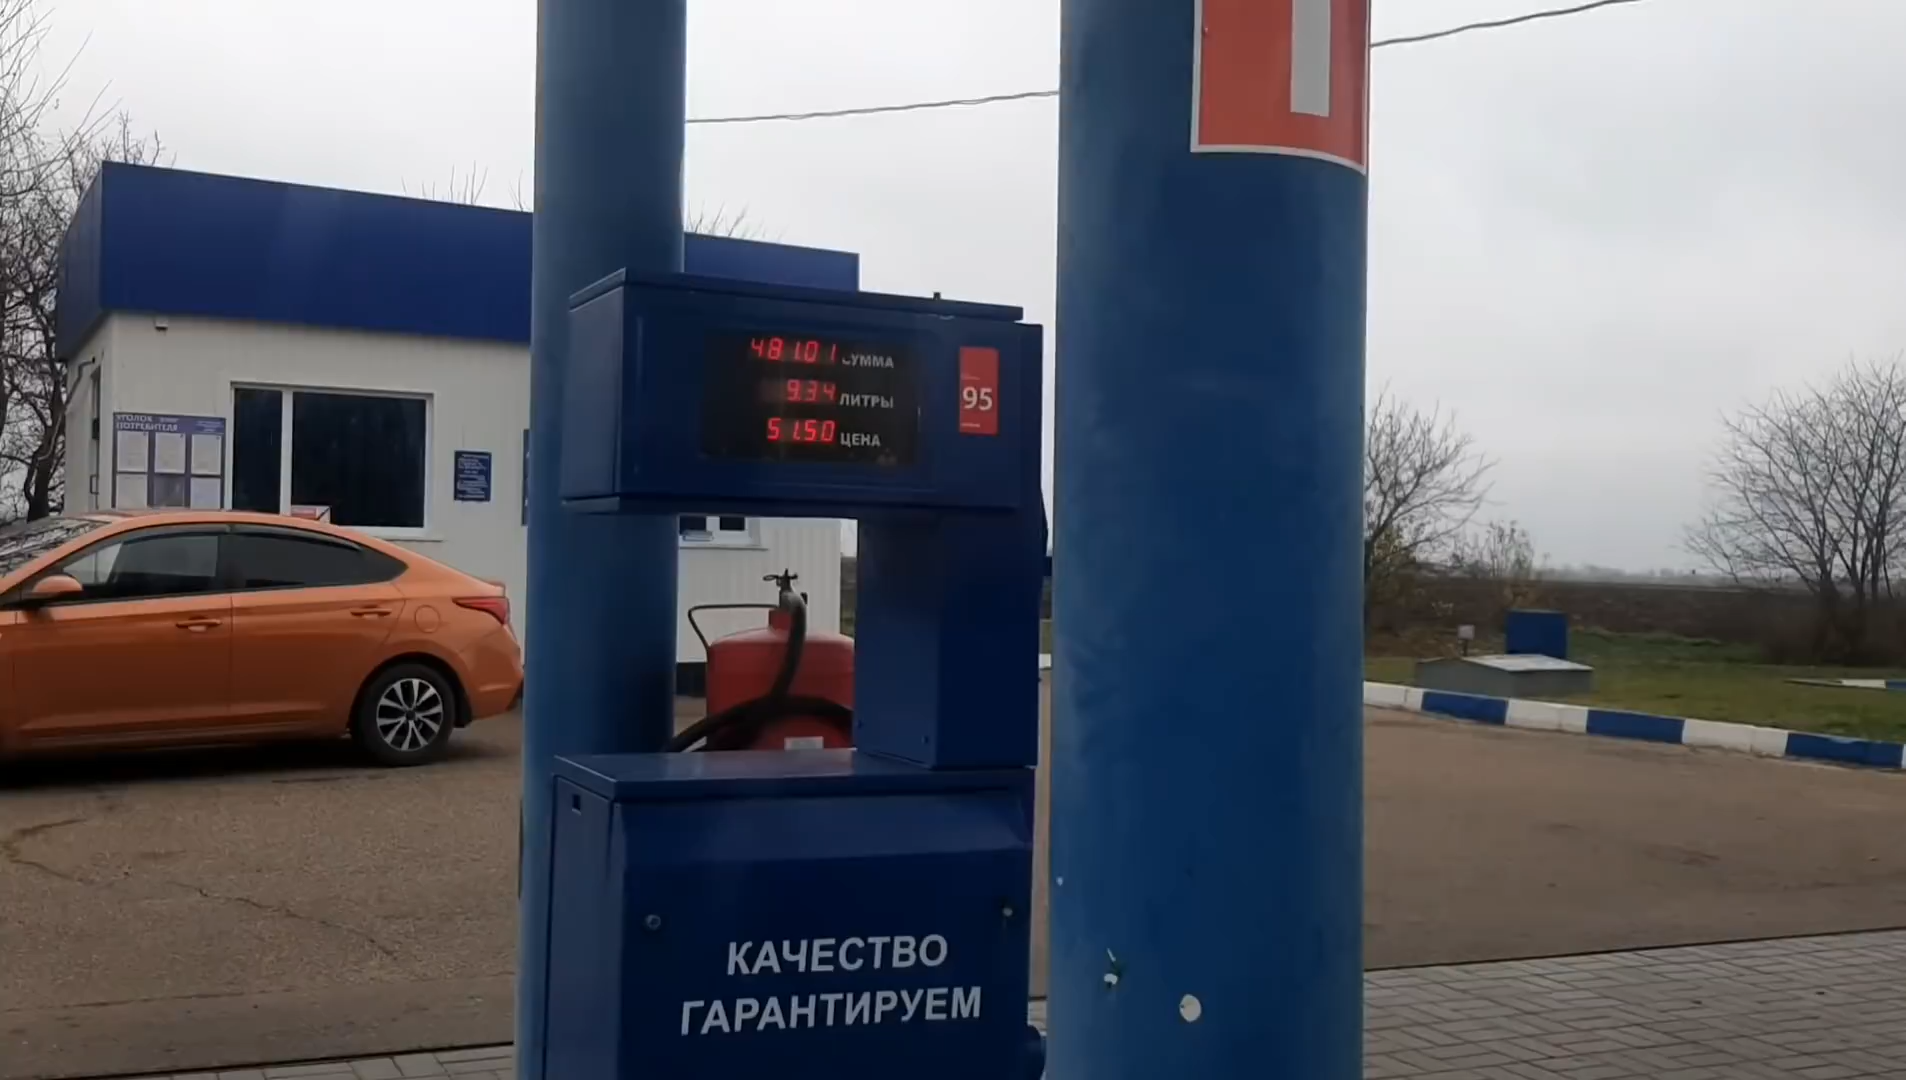 УГОЛОК
ПОТРЕБИТЕЛЯ
481.01 СУММА
9.34 ЛИТРЫ
51.50 ЦЕНА
95
КАЧЕСТВО
ГАРАНТИРУЕМ